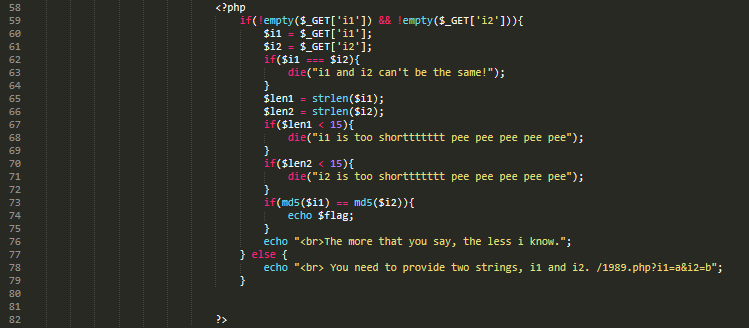 58 <?php
59 if(!empty($_GET['i1']) && !empty($_GET['i2'])){
60 $i1 = $_GET['i1'];
61 $i2 = $_GET['i2'];
62 if($i1 === $i2){
63 die("i1 and i2 can't be the same!");
64 }
65 $len1 = strlen($i1);
66 $len2 = strlen($i2);
67 if($len1 < 15){
68 die("i1 is too shorttttttt pee pee pee pee pee");
69 }
70 if($len2 < 15){
71 die("i2 is too shorttttttt pee pee pee pee pee");
72 }
73 if(md5($i1) == md5($i2)){
74 echo $flag;
75 }
76 echo "<br>The more that you say, the less i know.";
77 } else {
78 echo "<br> You need to provide two strings, i1 and i2. /1989.php?i1=a&i2=b";
79 }
80
81
82 ?>